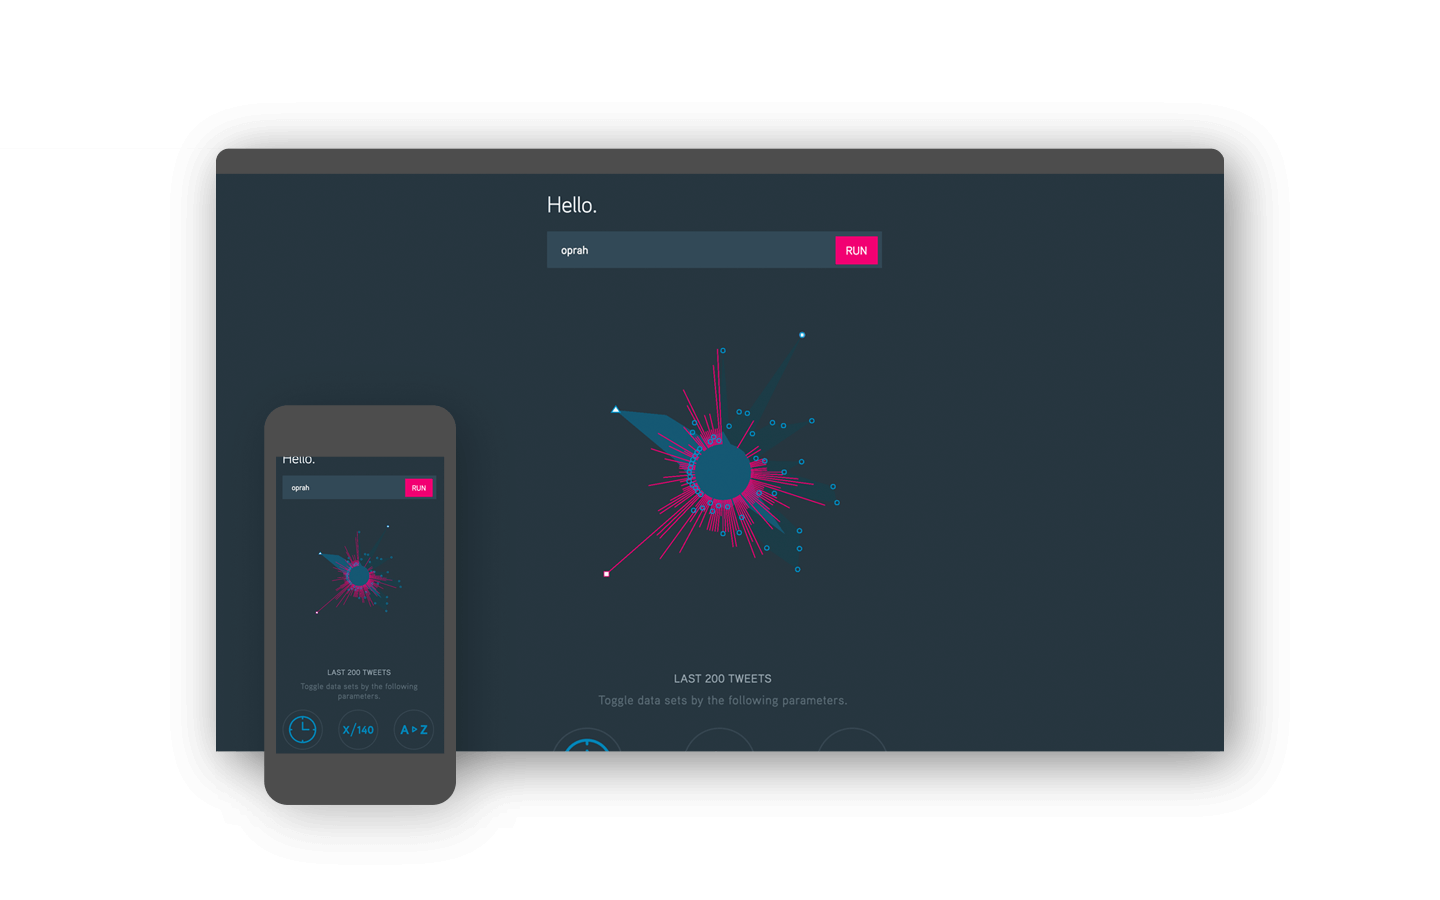 Hello.
oprah
RUN
LAST 200 TWEETS
Toggle data sets by the following parameters.
Hello.
oprah
RUN
LAST 200 TWEETS
Toggle data sets by the following
parameters.
X/140
A▷Z